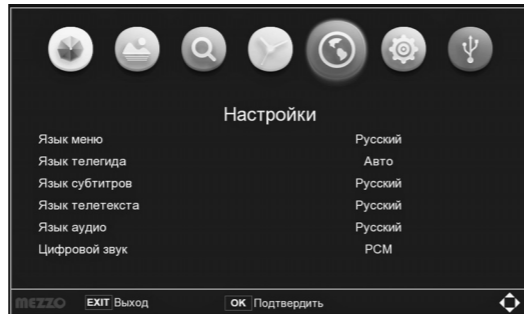 Настройки
Язык меню Русский
Язык телегида Авто
Язык субтитров Русский
Язык телетекста Русский
Язык аудио Русский
Цифровой звук PCM
mezzo EXIT Выход OK Подтвердить